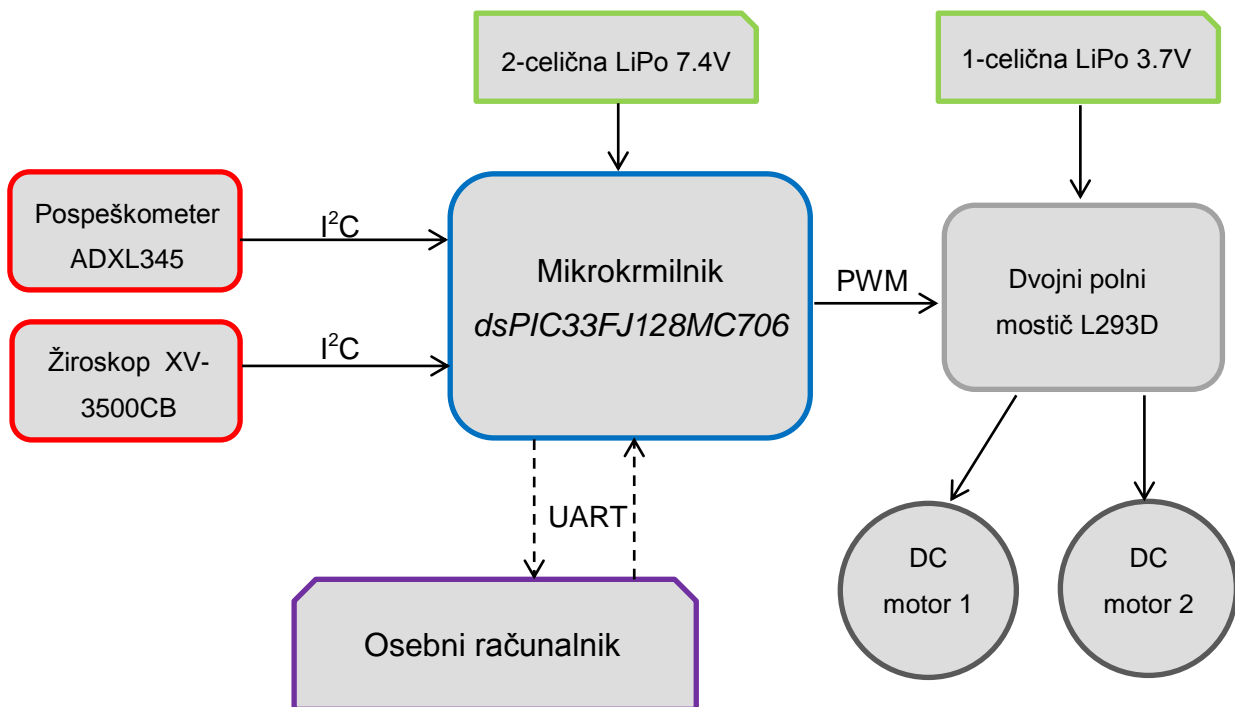 2-celična LiPo 7.4V
1-celična LiPo 3.7V
Pospeškometer
ADXL345
I²C
Mikrokrmilnik
dsPIC33FJ128MC706
PWM
Dvojni polni
mostič L293D
Žiroskop XV-
3500CB
I²C
UART
DC
motor 1
DC
motor 2
Osebni računalnik